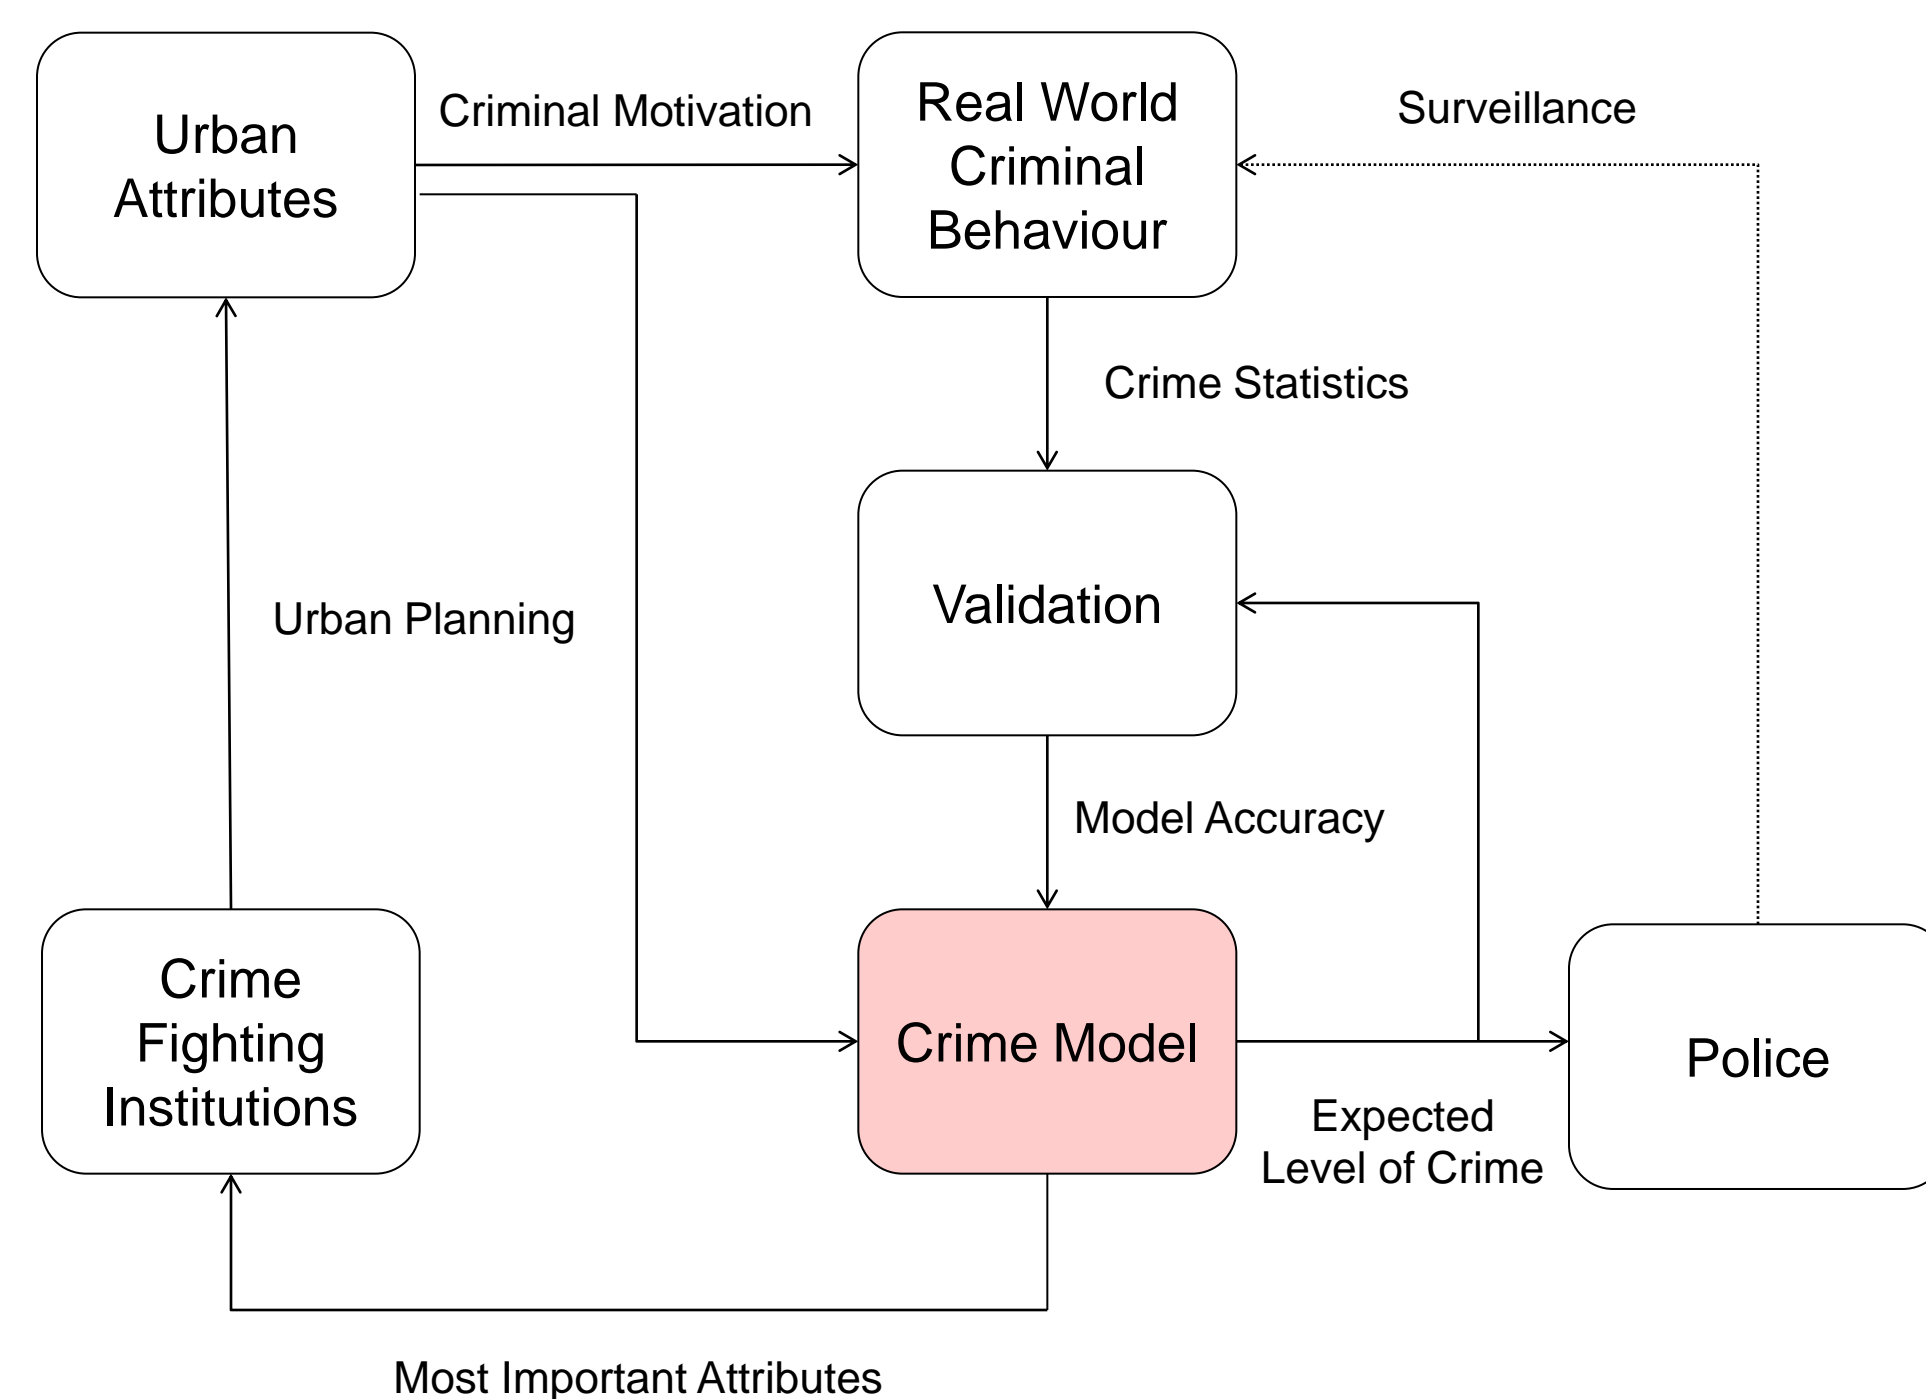 Urban
Attributes
Criminal Motivation
Real World
Criminal
Behaviour
Surveillance
Crime Statistics
Urban Planning
Validation
Model Accuracy
Crime
Fighting
Institutions
Crime Model
Expected
Level of Crime
Police
Most Important Attributes